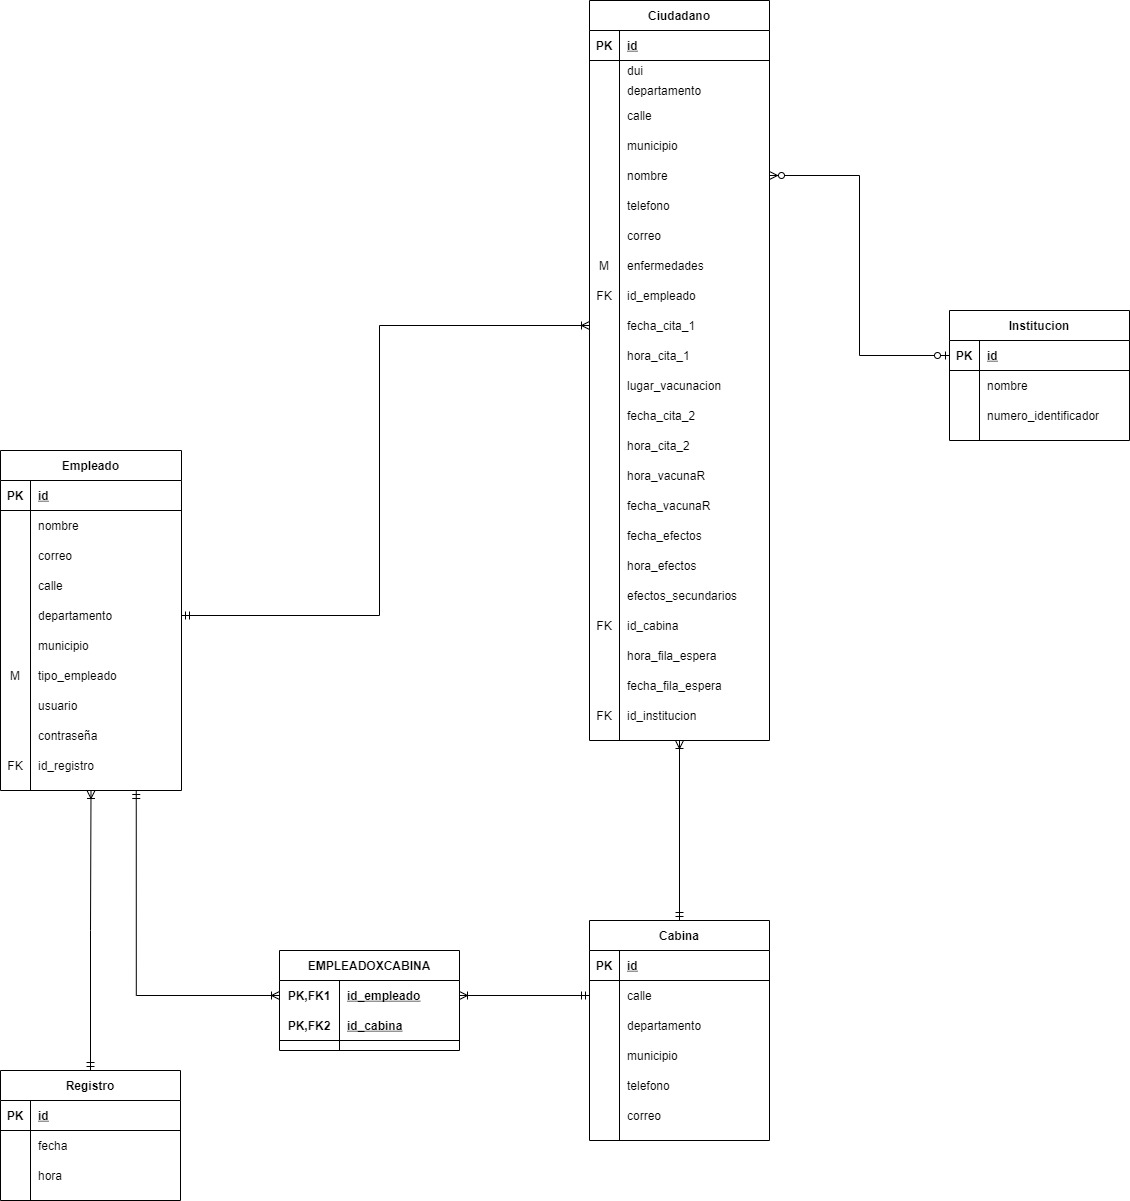 Ciudadano
PK id
dui
departamento
calle
municipio
nombre
telefono
correo
M enfermedades
FK id_empleado
fecha_cita_1
hora_cita_1
lugar_vacunacion
fecha_cita_2
hora_cita_2
hora_vacunaR
fecha_vacunaR
fecha_efectos
hora_efectos
efectos_secundarios
FK id_cabina
hora_fila_espera
fecha_fila_espera
FK id_institucion
Institucion
PK id
nombre
numero_identificador
Empleado
PK id
nombre
correo
calle
departamento
municipio
M tipo_empleado
usuario
contraseña
FK id_registro
EMPLEADOXCABINA
PK,FK1 id_empleado
PK,FK2 id_cabina
Cabina
PK id
calle
departamento
municipio
telefono
correo
Registro
PK id
fecha
hora